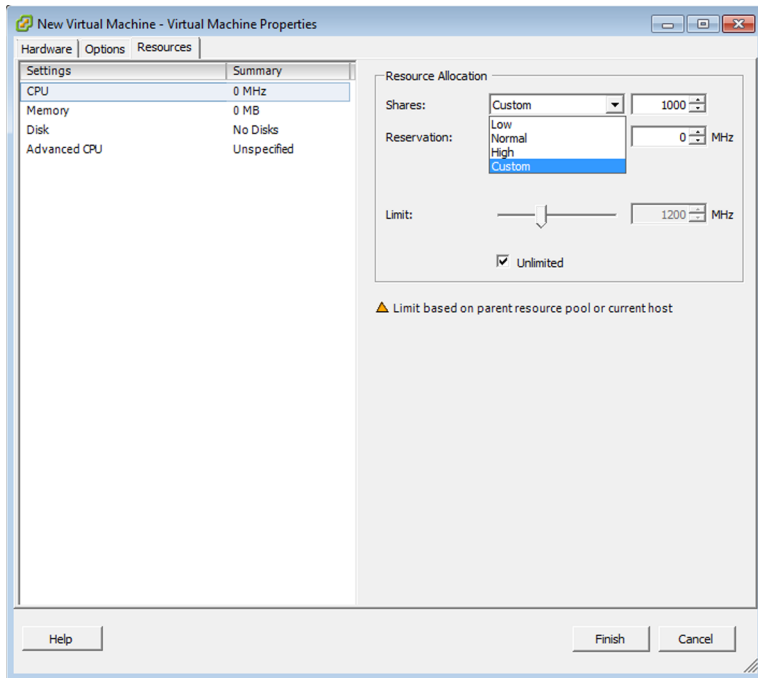 New Virtual Machine - Virtual Machine Properties
Hardware Options Resources
Settings Summary
CPU 0 MHz
Memory 0 MB
Disk No Disks
Advanced CPU Unspecified
Resource Allocation
Shares: Custom 1000
Low
Normal
High
Custom
Reservation: 0 MHz
Limit: 1200 MHz
Unlimited
Limit based on parent resource pool or current host
Help Finish Cancel